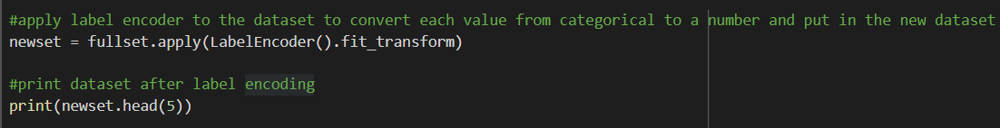 #apply label encoder to the dataset to convert each value from categorical to a number and put in the new dataset
newset = fullset.apply(LabelEncoder().fit_transform)
#print dataset after label encoding
print(newset.head(5))